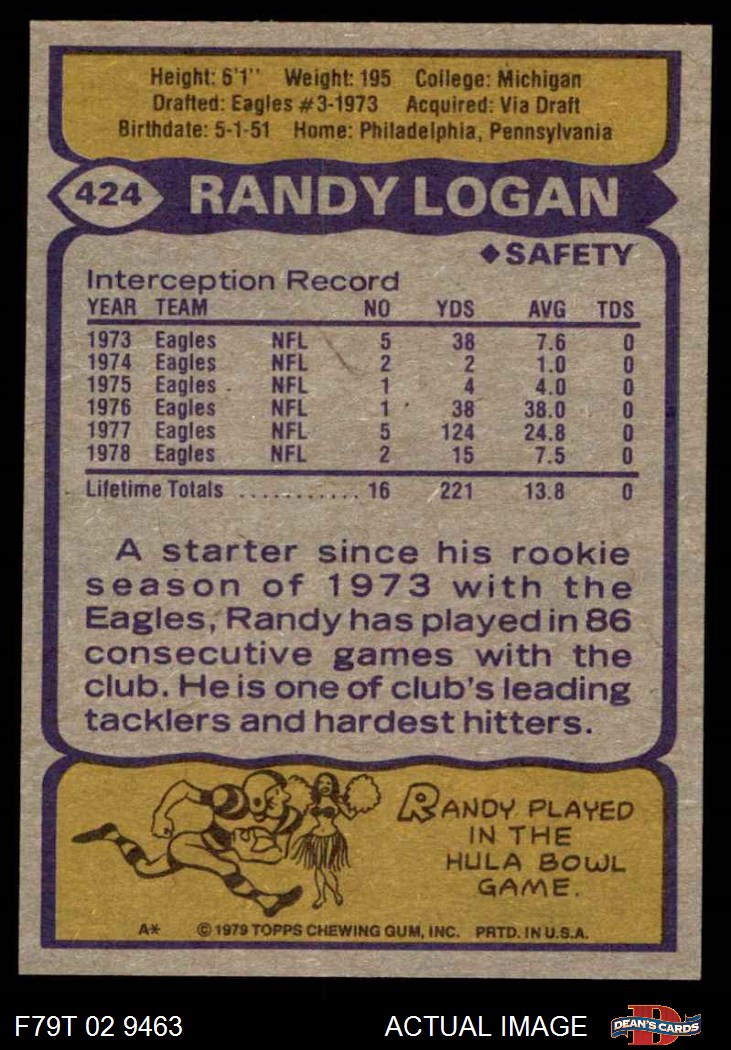 Height: 6'1" Weight: 195 College: Michigan
Drafted: Eagles #3-1973 Acquired: Via Draft
Birthdate: 5-1-51 Home: Philadelphia, Pennsylvania
424 RANDY LOGAN
◆SAFETY
Interception Record
YEAR TEAM NO YDS AVG TDS
1973 Eagles NFL 5 38 7.6 0
1974 Eagles NFL 2 2 1.0 0
1975 Eagles NFL 1 4 4.0 0
1976 Eagles NFL 1 38 38.0 0
1977 Eagles NFL 5 124 24.8 0
1978 Eagles NFL 2 15 7.5 0
Lifetime Totals ........... 16 221 13.8 0
A starter since his rookie
season of 1973 with the
Eagles, Randy has played in 86
consecutive games with the
club. He is one of club's leading
tacklers and hardest hitters.
RANDY PLAYED
IN THE
HULA BOWL
GAME.
A* © 1979 TOPPS CHEWING GUM, INC. PRTD. IN U.S.A.
F79T 02 9463 ACTUAL IMAGE D DEAN'S CARDS